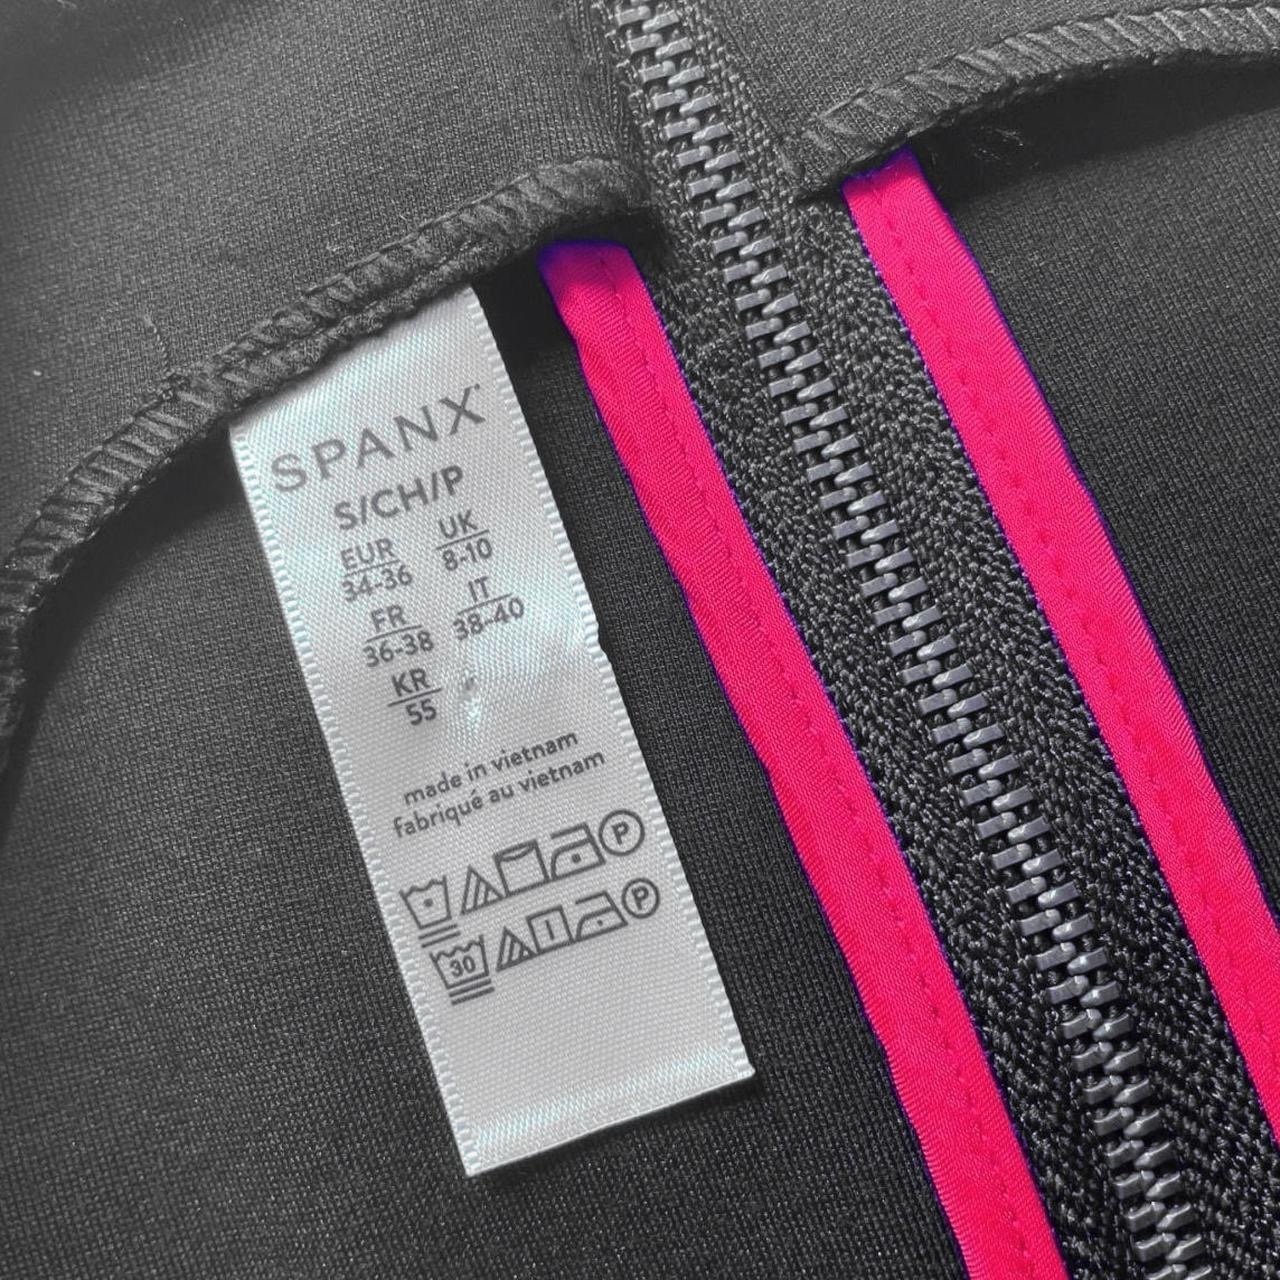 SPANX
S/CH/P
EUR UK
34-36 8-10
FR IT
36-38 38-40
KR
55
made in vietnam
fabriqué au vietnam
P
30 P